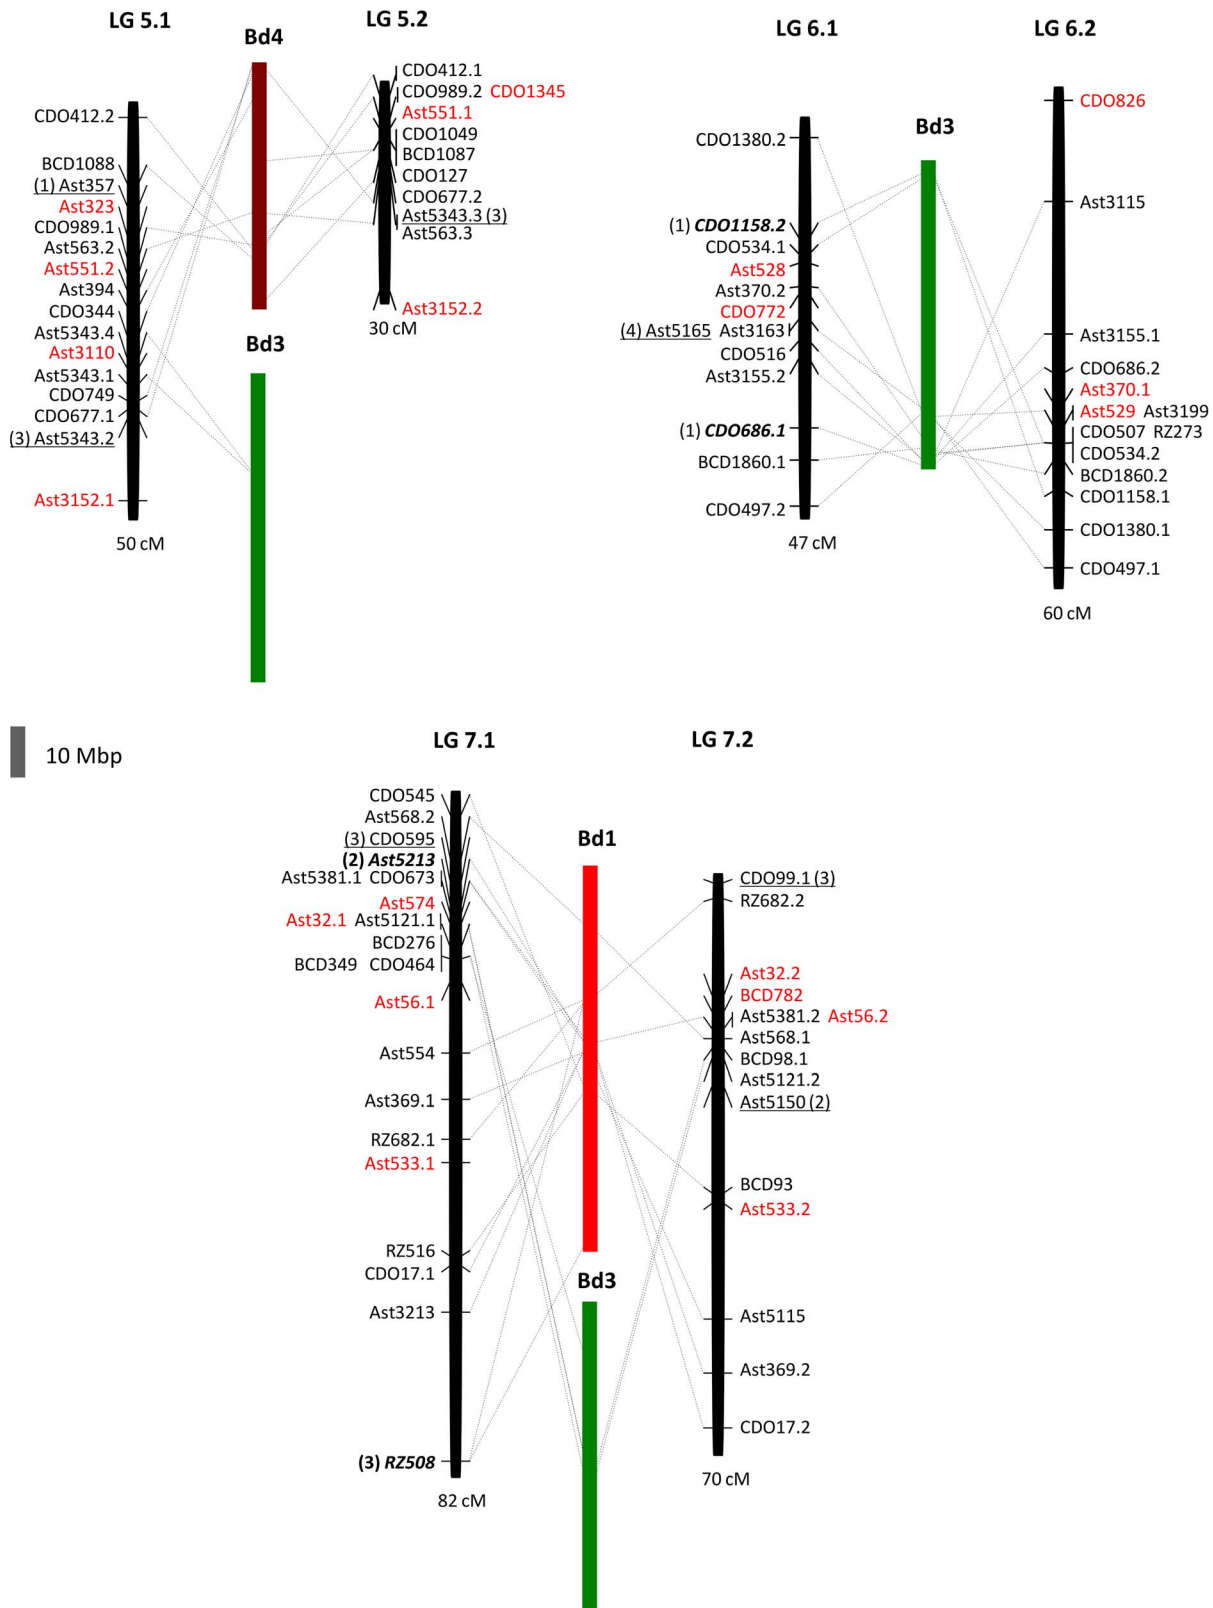 LG 5.1
Bd4
LG 5.2
CDO412.2
BCD1088
(1) Ast357
Ast323
CDO989.1
Ast563.2
Ast551.2
Ast394
CDO344
Ast5343.4
Ast3110
Ast5343.1
CDO749
CDO677.1
(3) Ast5343.2
Ast3152.1
50 cM
Bd3
CDO412.1
CDO989.2 CDO1345
Ast551.1
CDO1049
BCD1087
CDO127
CDO677.2
Ast5343.3 (3)
Ast563.3
Ast3152.2
30 cM
LG 6.1
Bd3
LG 6.2
CDO1380.2
(1) CDO1158.2
CDO534.1
Ast528
Ast370.2
CDO772
(4) Ast5165 Ast3163
CDO516
Ast3155.2
(1) CDO686.1
BCD1860.1
CDO497.2
47 cM
CDO826
Ast3115
Ast3155.1
CDO686.2
Ast370.1
Ast529 Ast3199
CDO507 RZ273
CDO534.2
BCD1860.2
CDO1158.1
CDO1380.1
CDO497.1
60 cM
10 Mbp
LG 7.1
Bd1
LG 7.2
CDO545
Ast568.2
(3) CDO595
(2) Ast5213
Ast5381.1 CDO673
Ast574
Ast32.1 Ast5121.1
BCD276
BCD349 CDO464
Ast56.1
Ast554
Ast369.1
RZ682.1
Ast533.1
RZ516
CDO17.1
Ast3213
(3) RZ508
82 cM
Bd3
CDO99.1 (3)
RZ682.2
Ast32.2
BCD782
Ast5381.2 Ast56.2
Ast568.1
BCD98.1
Ast5121.2
Ast5150 (2)
BCD93
Ast533.2
Ast5115
Ast369.2
CDO17.2
70 cM